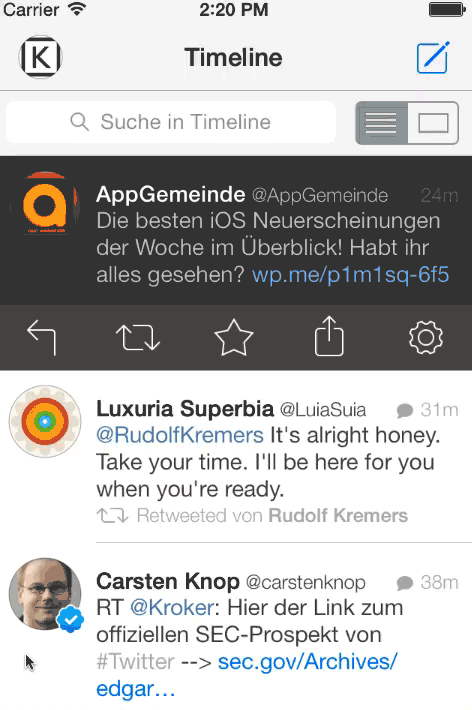 Carrier 2:20 PM
K Timeline
Suche in Timeline
AppGemeinde @AppGemeinde 24m
Die besten iOS Neuerscheinungen
der Woche im Überblick! Habt ihr
alles gesehen? wp.me/p1m1sq-6f5
Luxuria Superbia @LuiaSuia 31m
@RudolfKremers It's alright honey.
Take your time. I'll be here for you
when you're ready.
Retweeted von Rudolf Kremers
Carsten Knop @carstenknop 38m
RT @Kroker: Hier der Link zum
offiziellen SEC-Prospekt von
#Twitter --> sec.gov/Archives/
edgar…